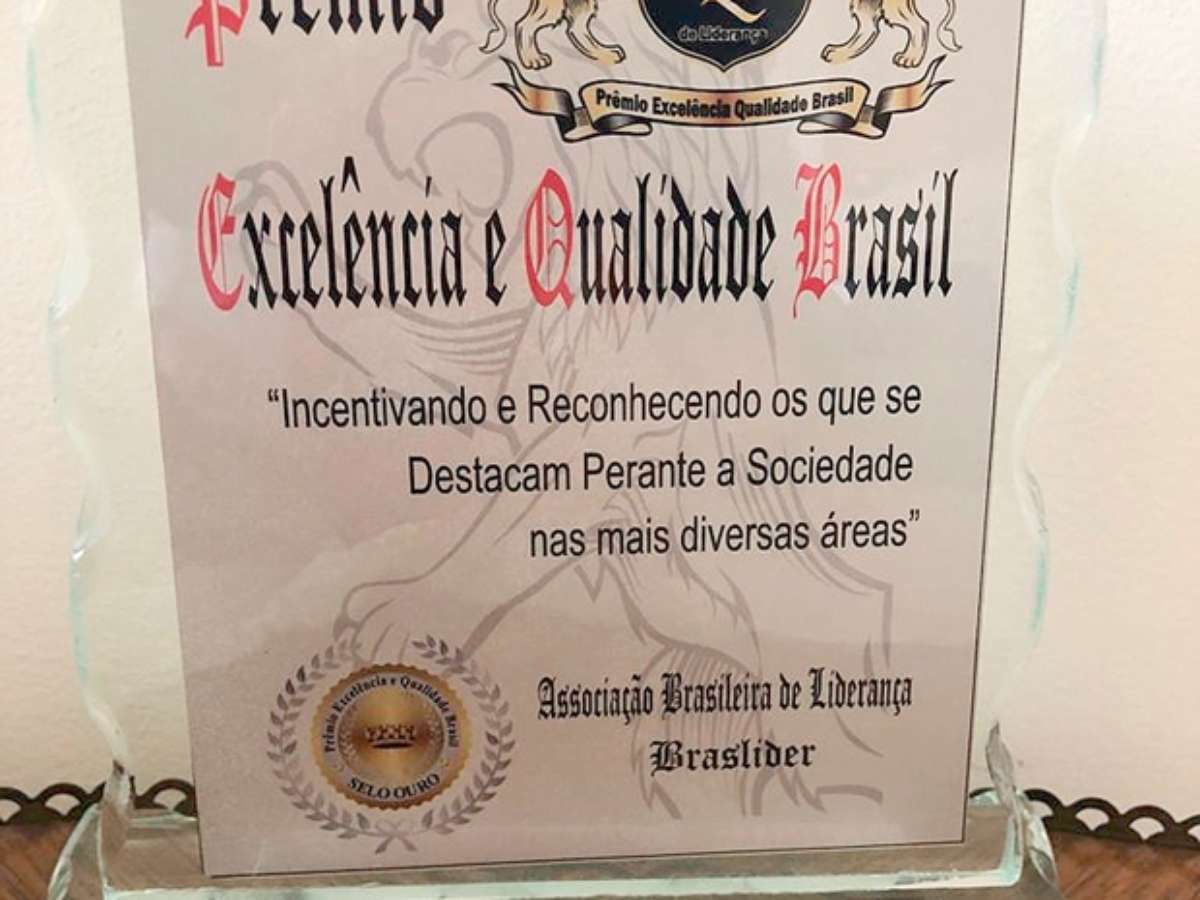 Prêmio
de Liderança
Prêmio Excelência Qualidade Brasil
Excelência e Qualidade Brasil
“Incentivando e Reconhecendo os que se
Destacam Perante a Sociedade
nas mais diversas áreas”
Prêmio Excelência e Qualidade Brasil
SELO OURO
Associação Brasileira de Liderança
Braslider